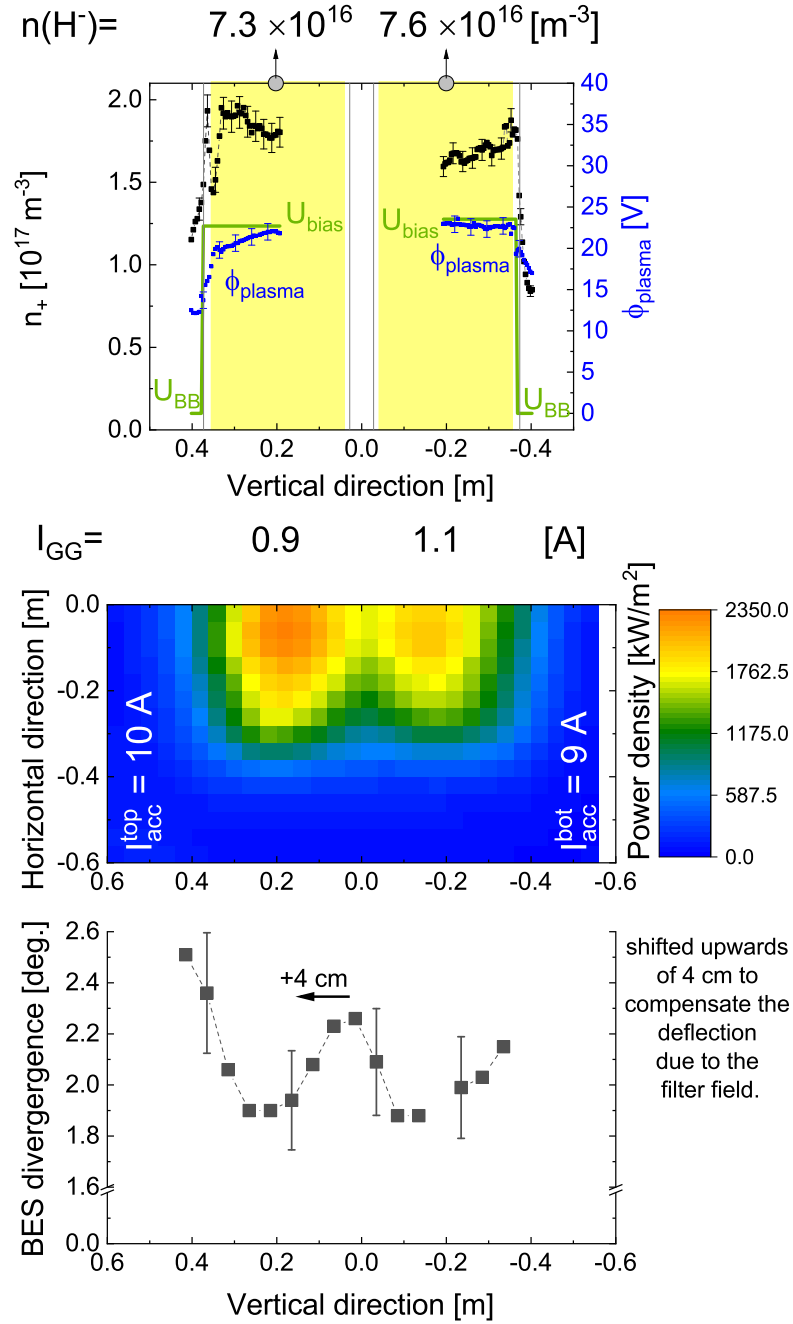 n(H⁻)= 7.3 ×10¹⁶ 7.6 ×10¹⁶ [m⁻³]
n₊ [10¹⁷ m⁻³]
2.0
1.5
1.0
0.5
0.0
U_bias
ϕ_plasma
U_BB
U_bias
ϕ_plasma
U_BB
40
35
30
25
20
15
10
5
0
ϕ_plasma [V]
0.4 0.2 0.0 -0.2 -0.4
Vertical direction [m]
I_GG= 0.9 1.1 [A]
Horizontal direction [m]
0.0
-0.2
-0.4
-0.6
I_acc^top = 10 A
I_acc^bot = 9 A
0.6 0.4 0.2 0.0 -0.2 -0.4 -0.6
Power density [kW/m²]
2350.0
1762.5
1175.0
587.5
0.0
BES divergergence [deg.]
2.6
2.4
2.2
2.0
1.8
1.6
0.0
+4 cm
shifted upwards
of 4 cm to
compensate the
deflection
due to the
filter field.
0.6 0.4 0.2 0.0 -0.2 -0.4 -0.6
Vertical direction [m]